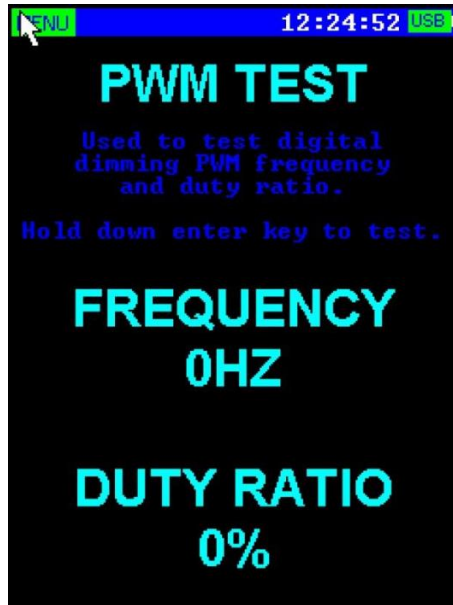 MENU 12:24:52 USB
PWM TEST
Used to test digital
dimming PWM frequency
and duty ratio.
Hold down enter key to test.
FREQUENCY
0HZ
DUTY RATIO
0%